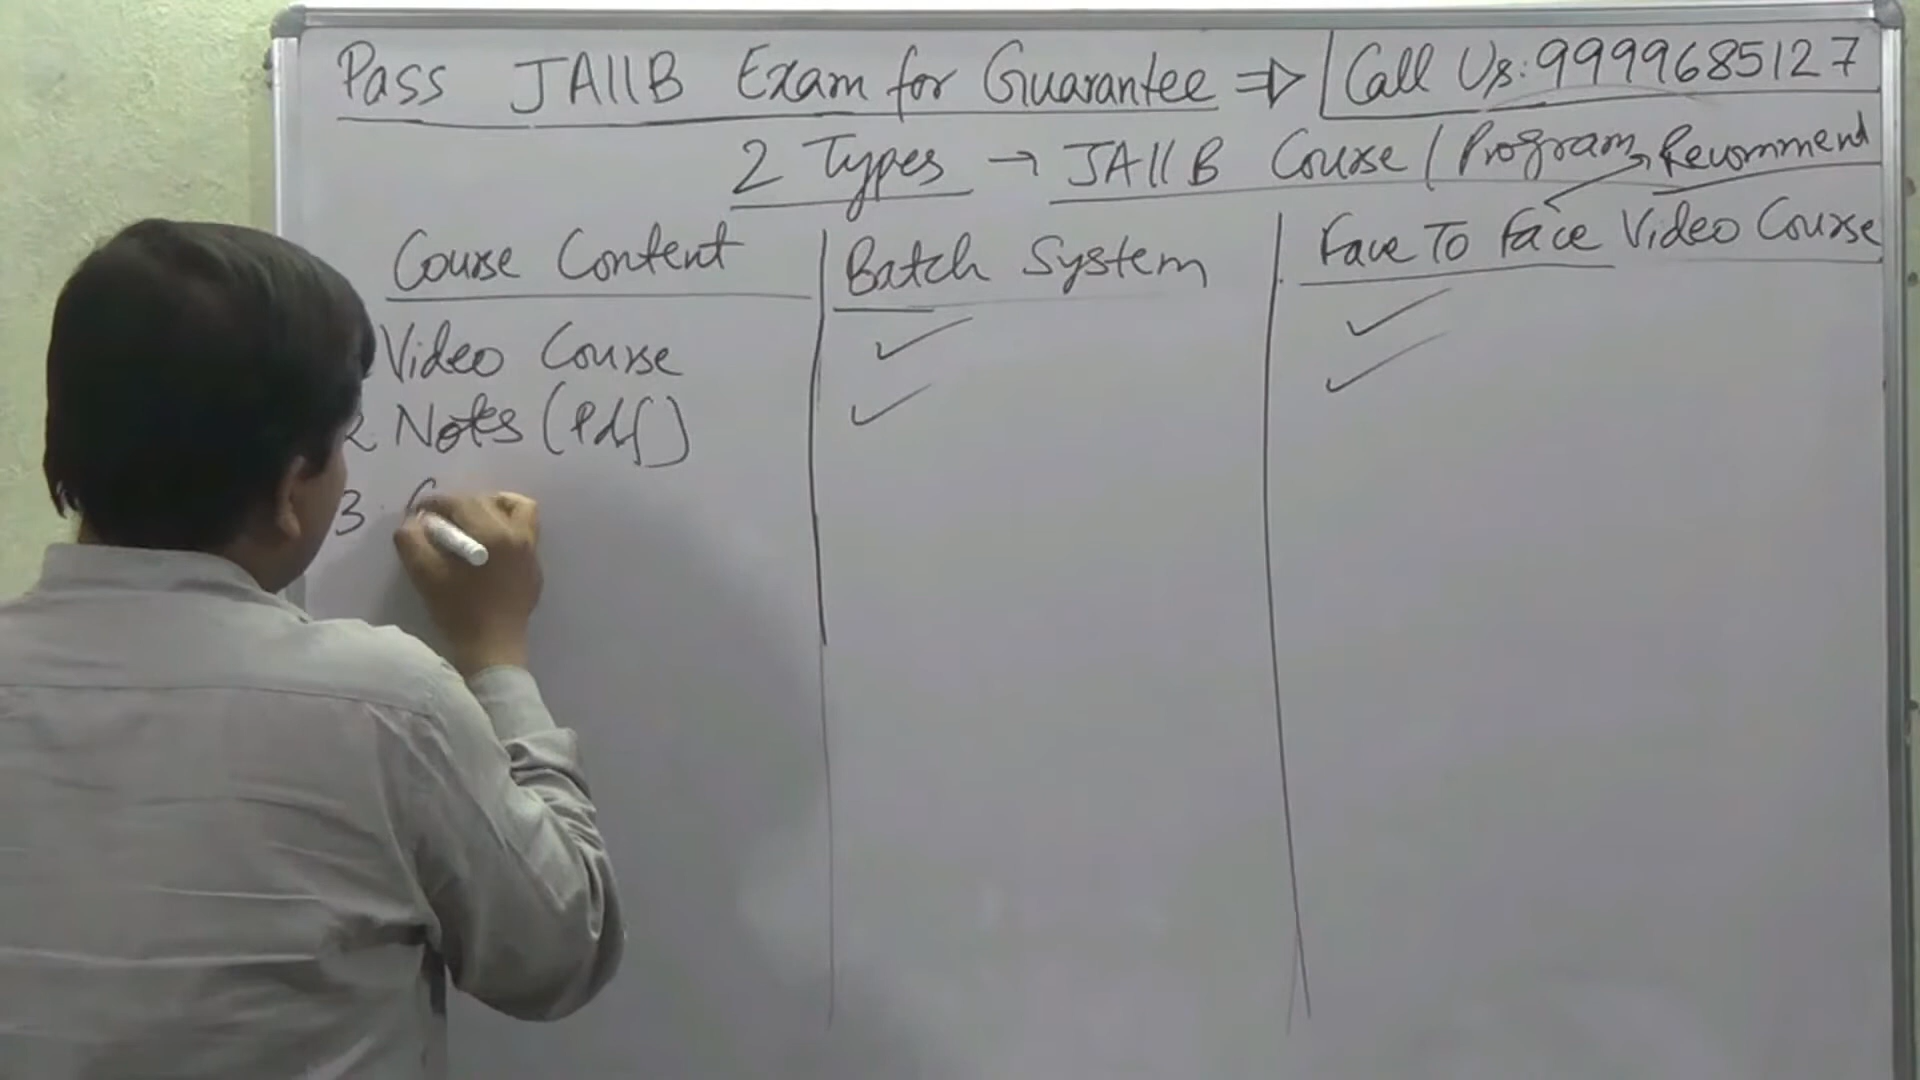 Pass JAIIB Exam for Guarantee ⇒ Call Us: 9999685127
2 Types → JAIIB Course / Program, Recommend
Course Content Batch System Face To Face Video Course
Video Course ✓ ✓
2. Notes (Pdf) ✓ ✓
3.